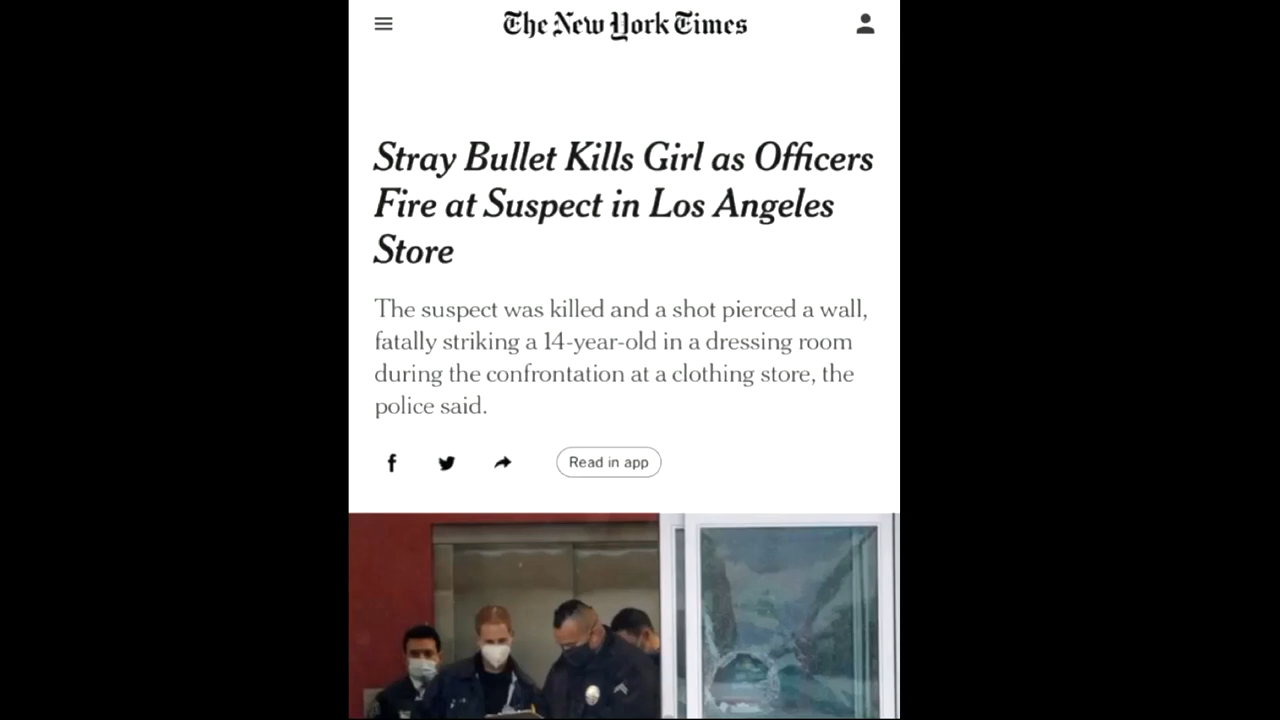 The New York Times
Stray Bullet Kills Girl as Officers
Fire at Suspect in Los Angeles
Store
The suspect was killed and a shot pierced a wall,
fatally striking a 14-year-old in a dressing room
during the confrontation at a clothing store, the
police said.
Read in app